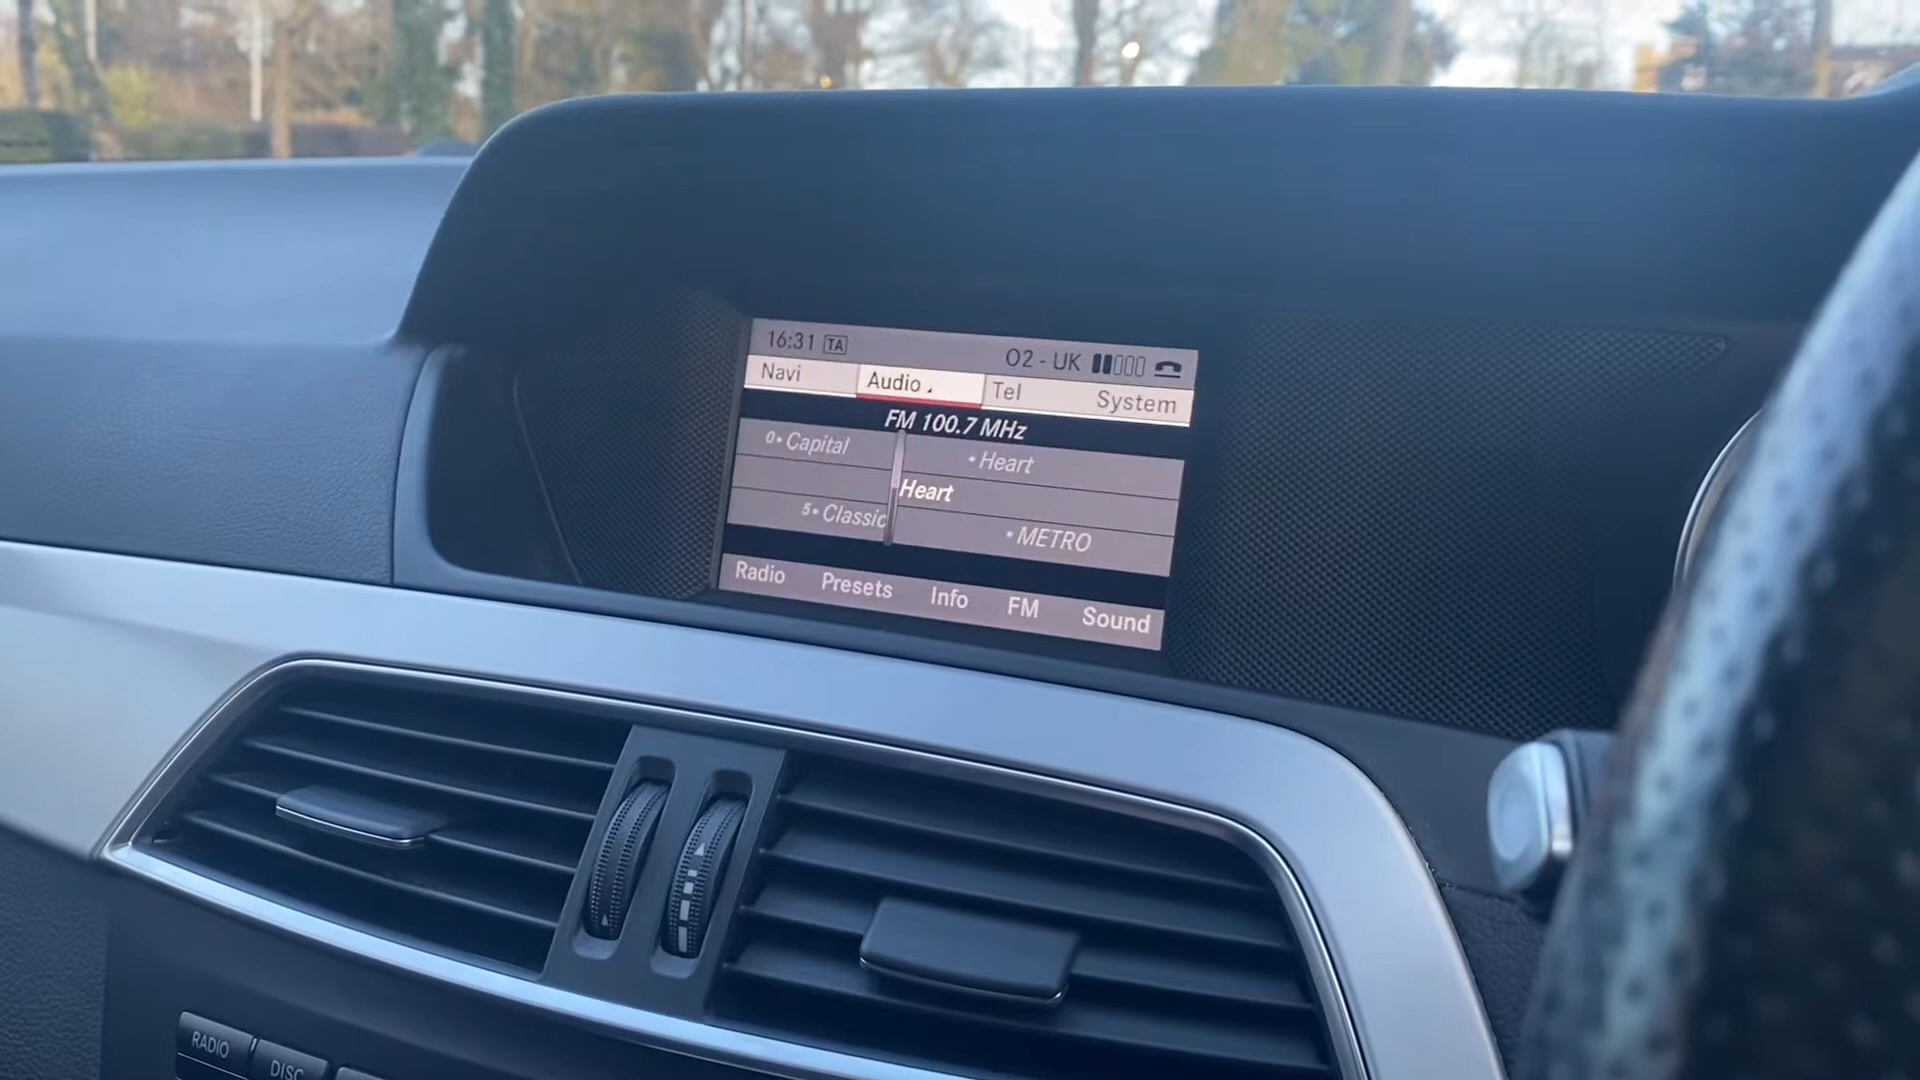 16:31 TA O2 - UK
Navi Audio Tel System
FM 100.7 MHz
0• Capital • Heart
Heart
5• Classic • METRO
Radio Presets Info FM Sound
RADIO
DISC